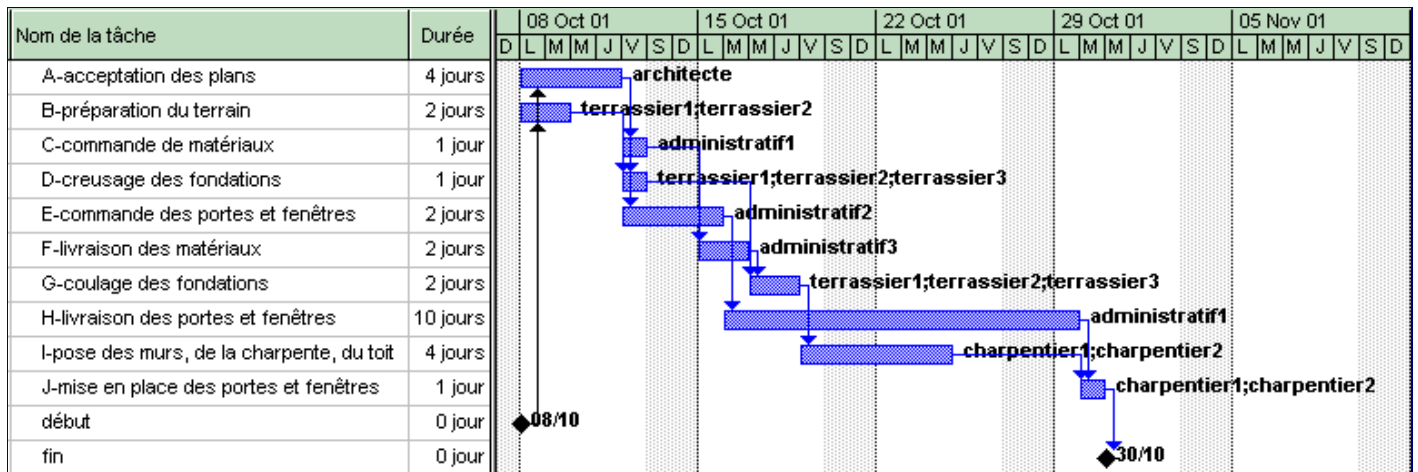 Nom de la tâche Durée 08 Oct 01 15 Oct 01 22 Oct 01 29 Oct 01 05 Nov 01
D L M M J V S D L M M J V S D L M M J V S D L M M J V S D L M M J V S D
A-acceptation des plans 4 jours architecte
B-préparation du terrain 2 jours terrassier1;terrassier2
C-commande de matériaux 1 jour administratif1
D-creusage des fondations 1 jour terrassier1;terrassier2;terrassier3
E-commande des portes et fenêtres 2 jours administratif2
F-livraison des matériaux 2 jours administratif3
G-coulage des fondations 2 jours terrassier1;terrassier2;terrassier3
H-livraison des portes et fenêtres 10 jours administratif1
I-pose des murs, de la charpente, du toit 4 jours charpentier1;charpentier2
J-mise en place des portes et fenêtres 1 jour charpentier1;charpentier2
début 0 jour 08/10
fin 0 jour 30/10